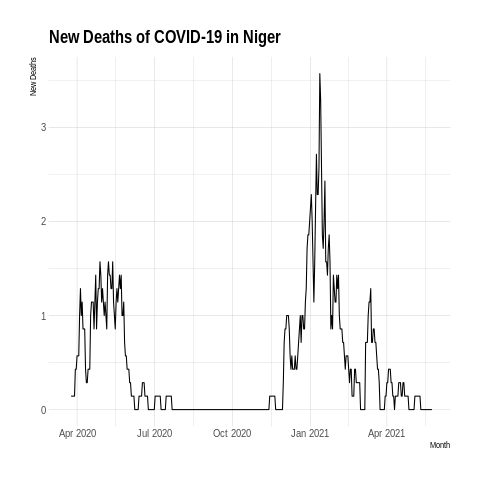 New Deaths of COVID-19 in Niger
New Deaths
3
2
1
0
Apr 2020 Jul 2020 Oct 2020 Jan 2021 Apr 2021
Month